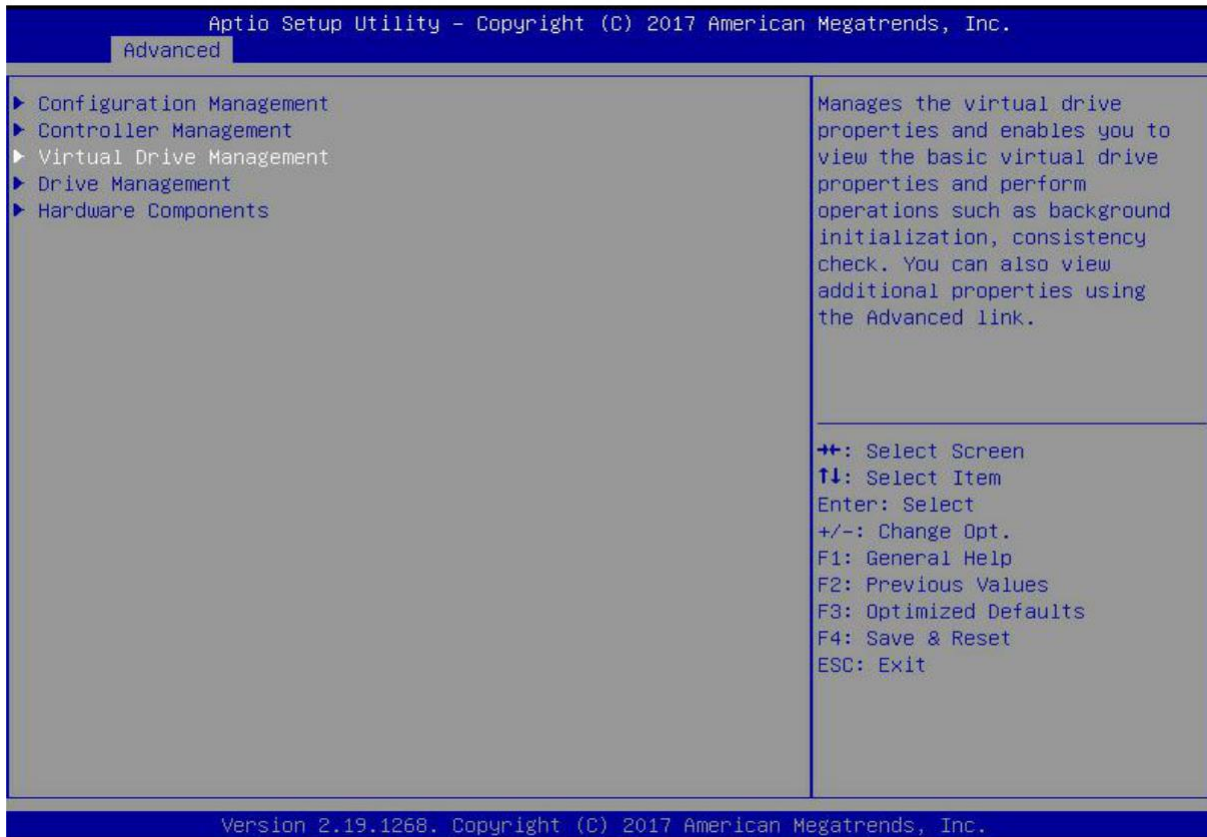 Aptio Setup Utility – Copyright (C) 2017 American Megatrends, Inc.
Advanced
▶ Configuration Management
▶ Controller Management
▶ Virtual Drive Management
▶ Drive Management
▶ Hardware Components
Manages the virtual drive
properties and enables you to
view the basic virtual drive
properties and perform
operations such as background
initialization, consistency
check. You can also view
additional properties using
the Advanced link.
→←: Select Screen
↑↓: Select Item
Enter: Select
+/-: Change Opt.
F1: General Help
F2: Previous Values
F3: Optimized Defaults
F4: Save & Reset
ESC: Exit
Version 2.19.1268. Copyright (C) 2017 American Megatrends, Inc.